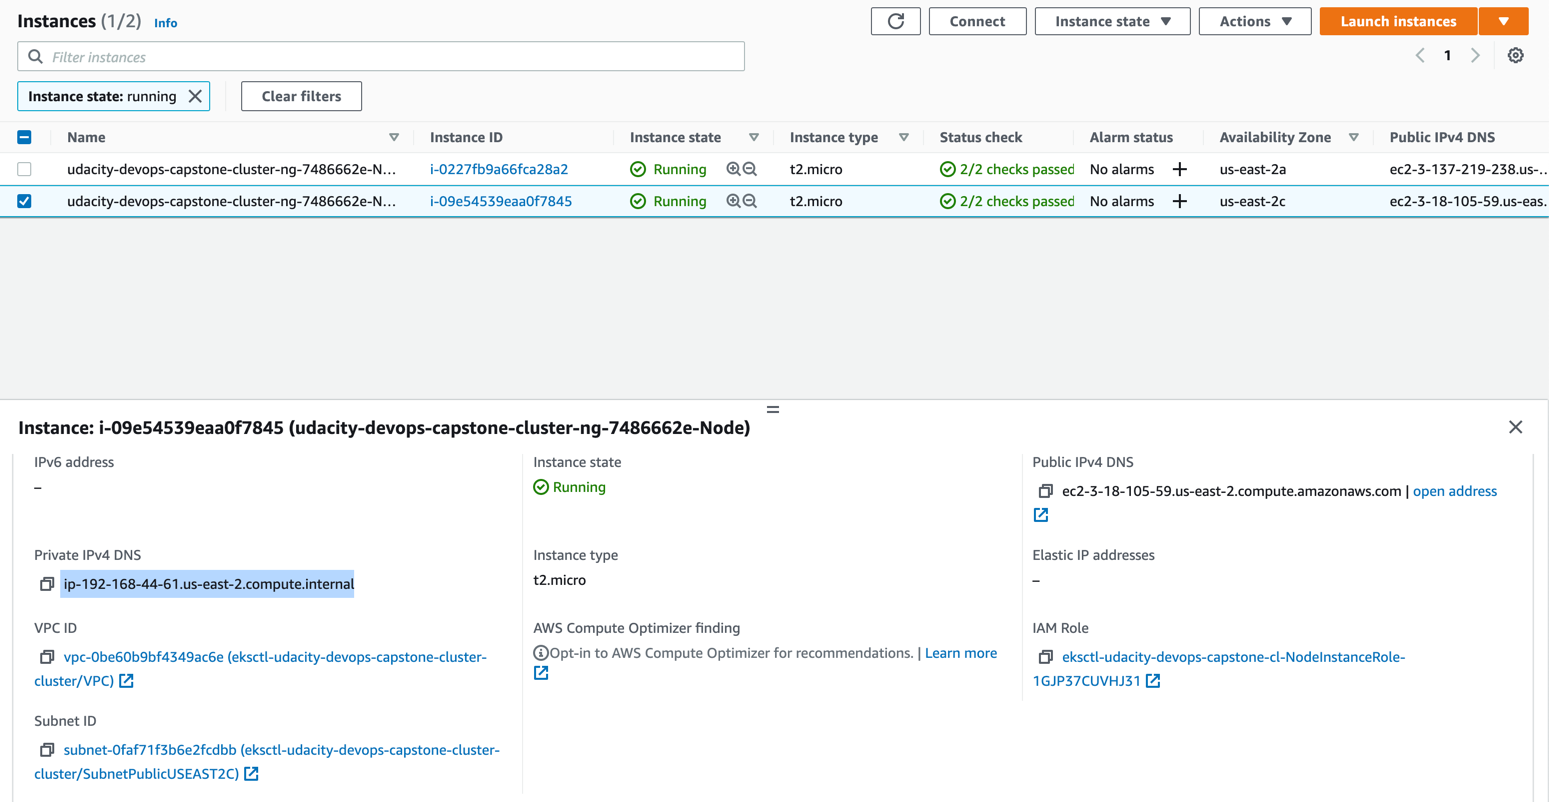 Instances (1/2) Info
Connect
Instance state
Actions
Launch instances
Filter instances
1
Instance state: running
Clear filters
Name Instance ID Instance state Instance type Status check Alarm status Availability Zone Public IPv4 DNS
udacity-devops-capstone-cluster-ng-7486662e-N... i-0227fb9a66fca28a2 Running t2.micro 2/2 checks passed No alarms us-east-2a ec2-3-137-219-238.us-...
udacity-devops-capstone-cluster-ng-7486662e-N... i-09e54539eaa0f7845 Running t2.micro 2/2 checks passed No alarms us-east-2c ec2-3-18-105-59.us-eas.
Instance: i-09e54539eaa0f7845 (udacity-devops-capstone-cluster-ng-7486662e-Node)
IPv6 address
–
Instance state
Running
Public IPv4 DNS
ec2-3-18-105-59.us-east-2.compute.amazonaws.com | open address
Private IPv4 DNS
ip-192-168-44-61.us-east-2.compute.internal
Instance type
t2.micro
Elastic IP addresses
–
VPC ID
vpc-0be60b9bf4349ac6e (eksctl-udacity-devops-capstone-cluster-
cluster/VPC)
AWS Compute Optimizer finding
Opt-in to AWS Compute Optimizer for recommendations. | Learn more
IAM Role
eksctl-udacity-devops-capstone-cl-NodeInstanceRole-
1GJP37CUVHJ31
Subnet ID
subnet-0faf71f3b6e2fcdbb (eksctl-udacity-devops-capstone-cluster-
cluster/SubnetPublicUSEAST2C)